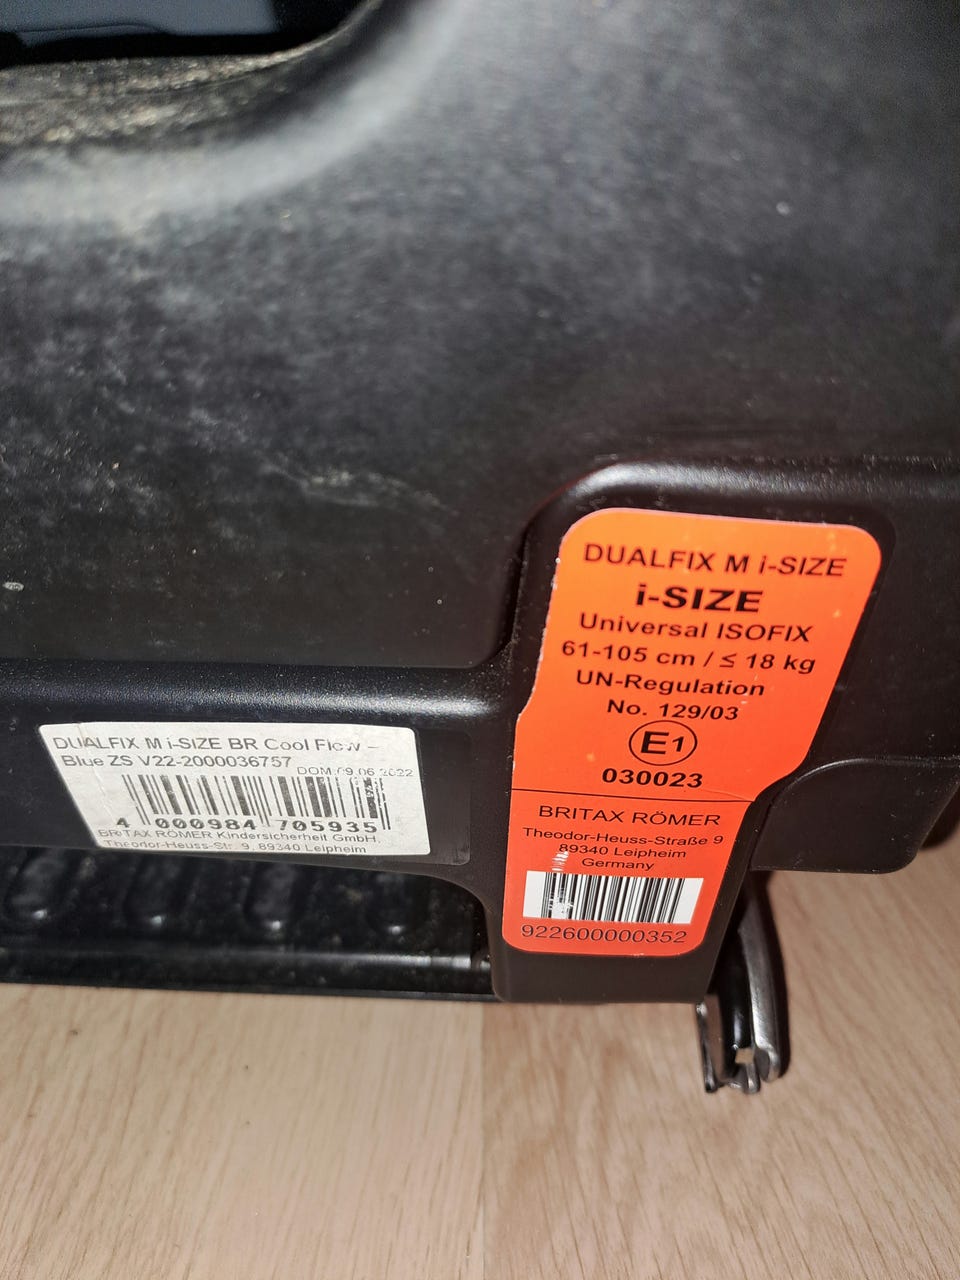 DUALFIX M i-SIZE BR Cool Flow –
Blue ZS V22-2000036757
DOM:09.06.2022
4 000984 705935
BRITAX RÖMER Kindersicherheit GmbH,
Theodor-Heuss-Str. 9, 89340 Leipheim
DUALFIX M i-SIZE
i-SIZE
Universal ISOFIX
61-105 cm / ≤ 18 kg
UN-Regulation
No. 129/03
E1
030023
BRITAX RÖMER
Theodor-Heuss-Straße 9
89340 Leipheim
Germany
922600000352